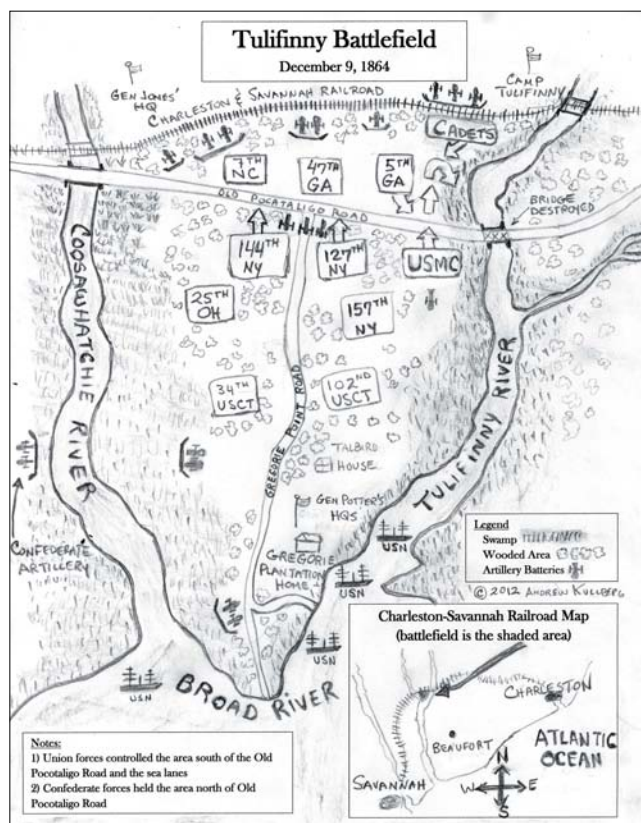 Tulifinny Battlefield
December 9, 1864
GEN JONES'
HQ
CHARLESTON & SAVANNAH RAILROAD
CAMP
TULIFINNY
CADETS
7TH
NC
47TH
GA
5TH
GA
OLD POCATALIGO ROAD
BRIDGE
DESTROYED
144TH
NY
127TH
NY
USMC
COOSAWHATCHIE RIVER
25TH
OH
157TH
NY
34TH
USCT
102ND
USCT
GREGORIE POINT ROAD
TULIFINNY RIVER
TALBIRD
HOUSE
GEN POTTER'S
HQS
CONFEDERATE
ARTILLERY
GREGORIE
PLANTATION
HOME
USN
USN
USN
USN
BROAD RIVER
Legend
Swamp
Wooded Area
Artillery Batteries
© 2012 ANDREW KULLBERG
Charleston-Savannah Railroad Map
(battlefield is the shaded area)
CHARLESTON
BEAUFORT
ATLANTIC
OCEAN
SAVANNAH
N
W E
S
Notes:
1) Union forces controlled the area south of the Old
Pocotaligo Road and the sea lanes
2) Confederate forces held the area north of Old
Pocotaligo Road